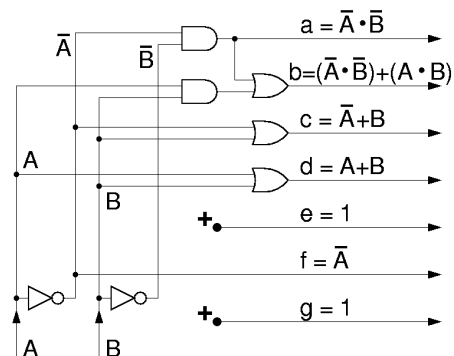 A̅
B̅
a = A̅•B̅
b=(A̅•B̅)+(A•B)
c = A̅+B
A
d = A+B
B
+
e = 1
f = A̅
+
g = 1
A
B